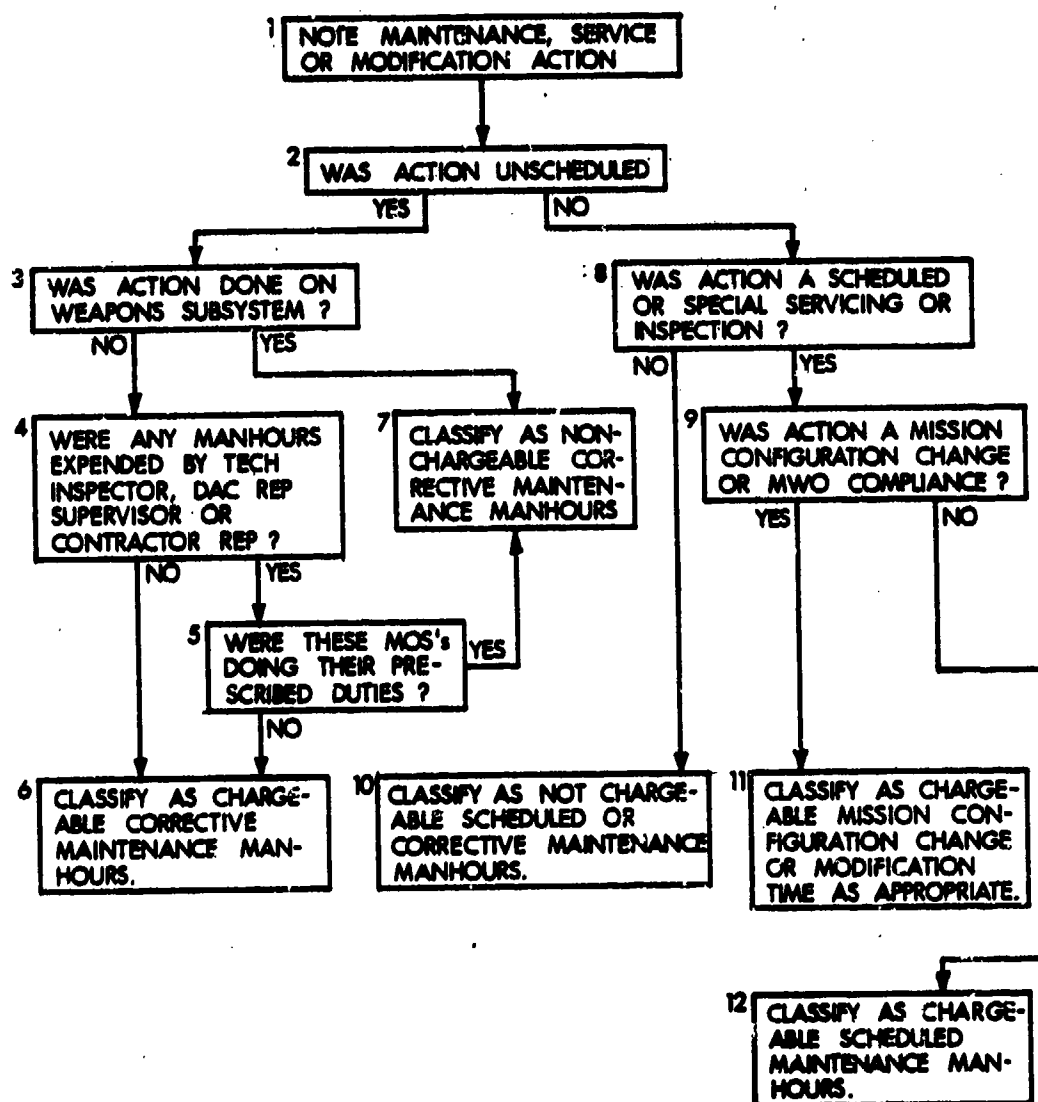 1
NOTE MAINTENANCE, SERVICE
OR MODIFICATION ACTION
2
WAS ACTION UNSCHEDULED
YES
NO
3
WAS ACTION DONE ON
WEAPONS SUBSYSTEM ?
NO
YES
8
WAS ACTION A SCHEDULED
OR SPECIAL SERVICING OR
INSPECTION ?
NO
YES
4
WERE ANY MANHOURS
EXPENDED BY TECH
INSPECTOR, DAC REP
SUPERVISOR OR
CONTRACTOR REP ?
NO
YES
7
CLASSIFY AS NON-
CHARGEABLE COR-
RECTIVE MAINTEN-
ANCE MANHOURS
9
WAS ACTION A MISSION
CONFIGURATION CHANGE
OR MWO COMPLIANCE ?
YES
NO
5
WERE THESE MOS's
DOING THEIR PRE-
SCRIBED DUTIES ?
YES
NO
6
CLASSIFY AS CHARGE-
ABLE CORRECTIVE
MAINTENANCE MAN-
HOURS.
10
CLASSIFY AS NOT CHARGE-
ABLE SCHEDULED OR
CORRECTIVE MAINTENANCE
MANHOURS.
11
CLASSIFY AS CHARGE-
ABLE MISSION CON-
FIGURATION CHANGE
OR MODIFICATION
TIME AS APPROPRIATE.
12
CLASSIFY AS CHARGE-
ABLE SCHEDULED
MAINTENANCE MAN-
HOURS.